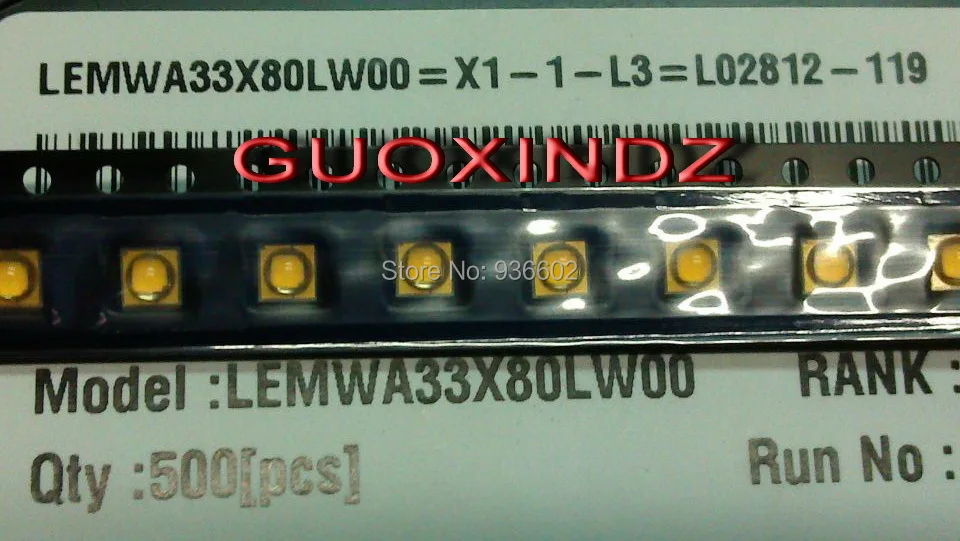 LEMWA33X80LW00=X1-1-L3=L02812-119
GUOXINDZ
Store No: 936602
Model :LEMWA33X80LW00 RANK :
Qty :500[pcs] Run No :